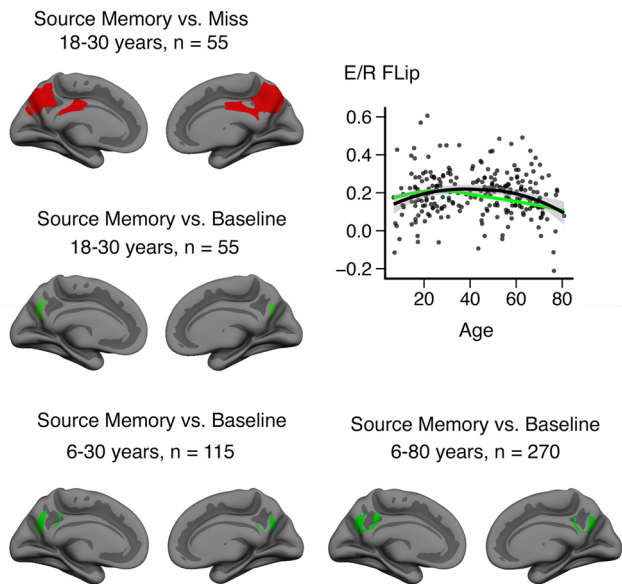 Source Memory vs. Miss
18-30 years, n = 55
E/R FLip
0.6
0.4
0.2
0.0
−0.2
20 40 60 80
Age
Source Memory vs. Baseline
18-30 years, n = 55
Source Memory vs. Baseline
6-30 years, n = 115
Source Memory vs. Baseline
6-80 years, n = 270